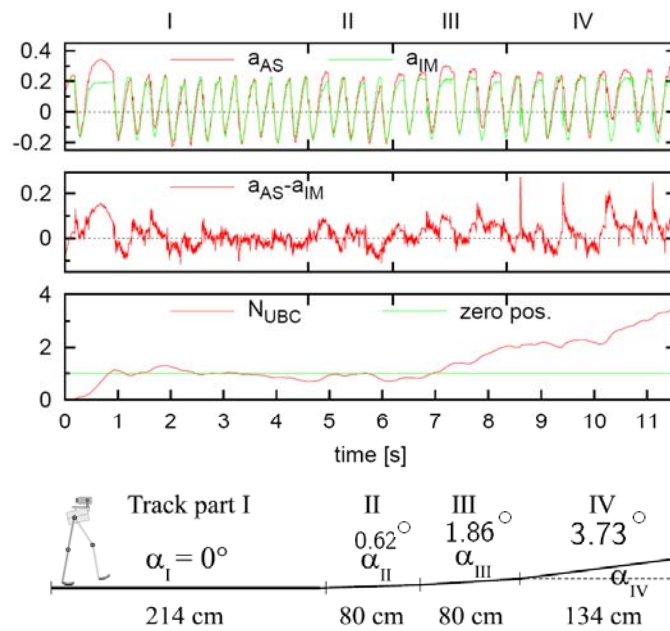 I II III IV
0.4
a_AS a_IM
0.2
0
-0.2
a_AS-a_IM
0.2
0
4
N_UBC zero pos.
2
0
0 1 2 3 4 5 6 7 8 9 10 11
time [s]
Track part I II III IV
0.62° 1.86° 3.73°
α_I = 0° α_II α_III α_IV
214 cm 80 cm 80 cm 134 cm